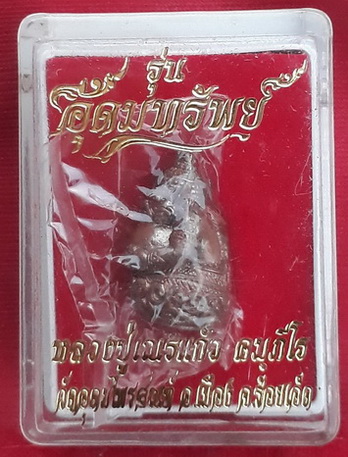 รุ่น
อุดมทรัพย์
หลวงปู่เณรแก้ว
อ.เมือง จ.ร้อยเอ็ด